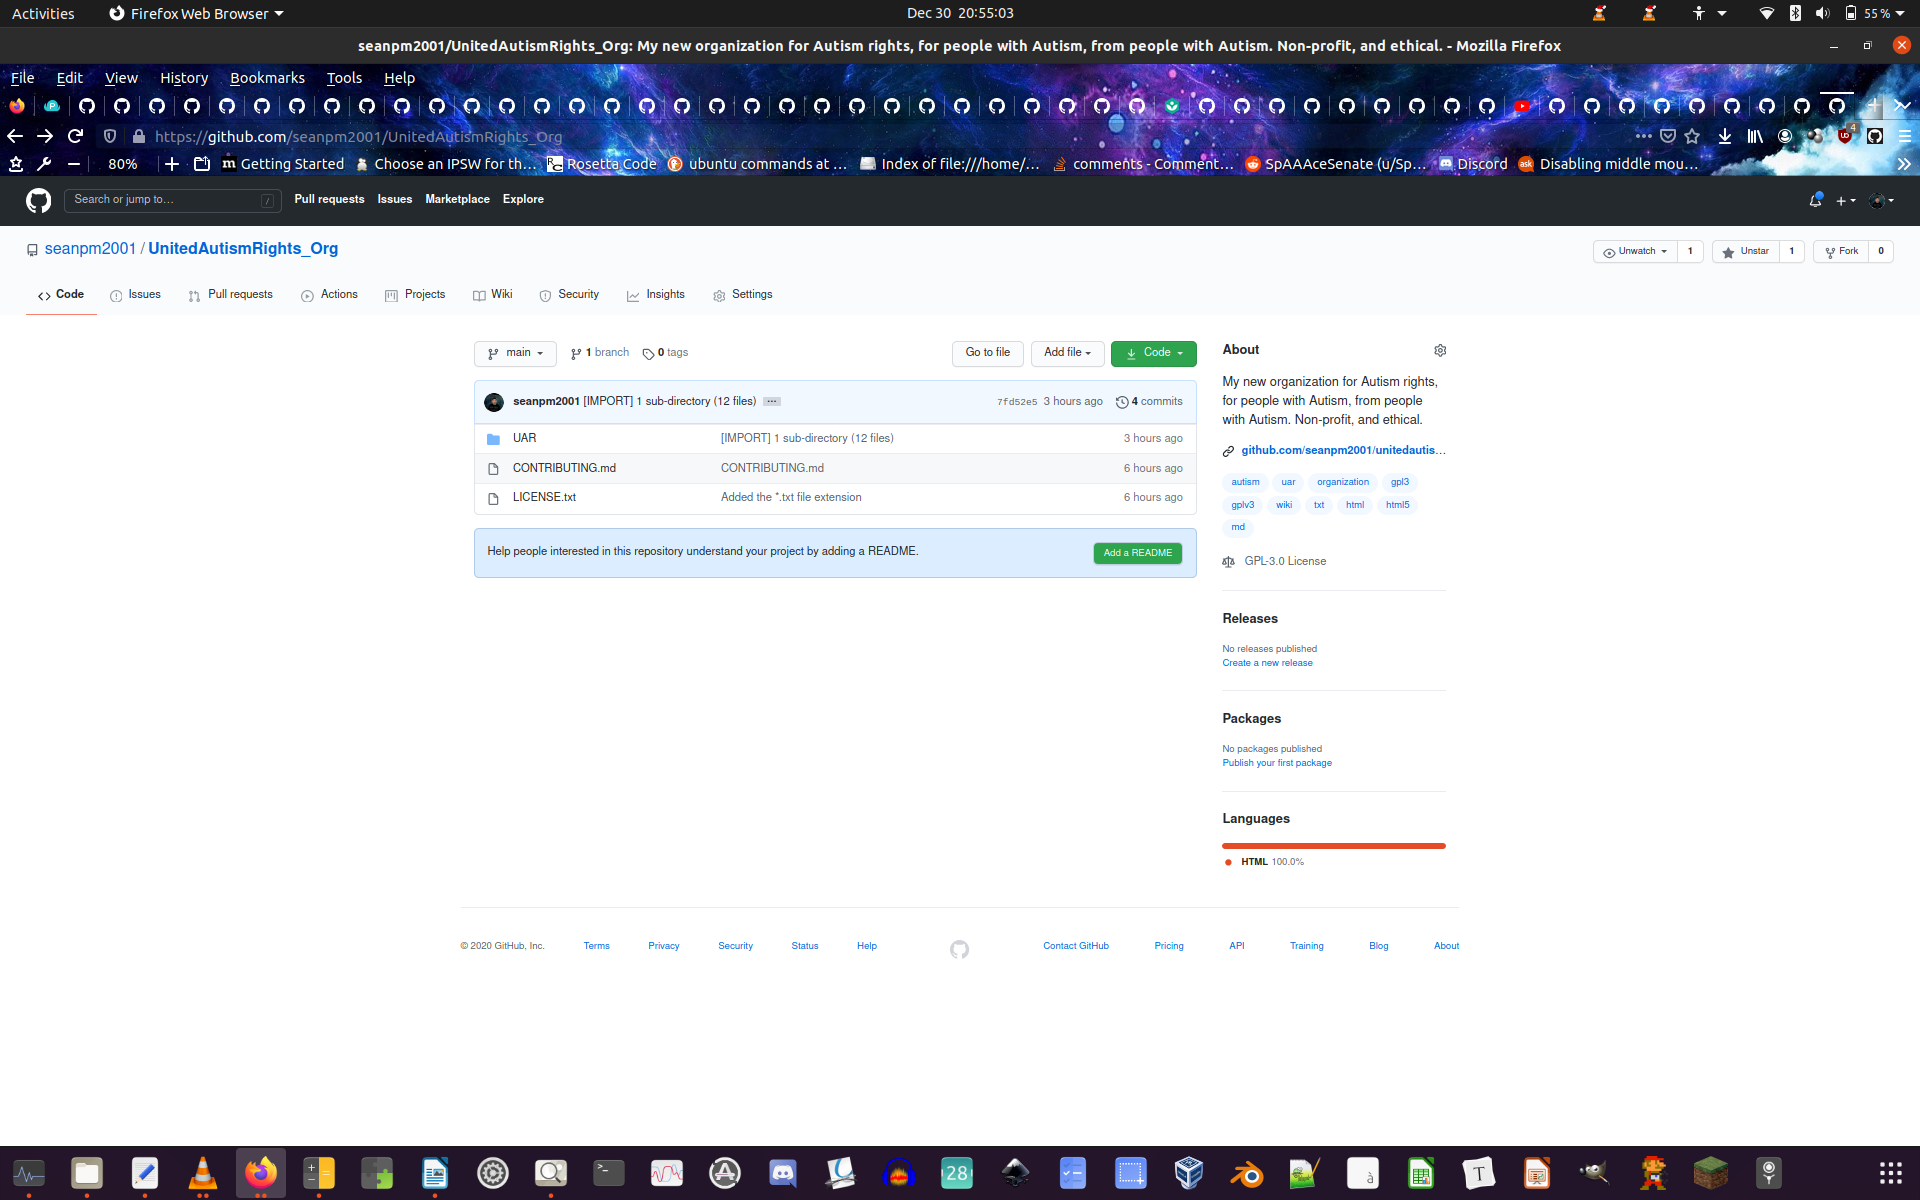 Activities Firefox Web Browser Dec 30 20:55:03 55 %
seanpm2001/UnitedAutismRights_Org: My new organization for Autism rights, for people with Autism, from people with Autism. Non-profit, and ethical. - Mozilla Firefox
File Edit View History Bookmarks Tools Help
https://github.com/seanpm2001/UnitedAutismRights_Org 4
80% Getting Started Choose an IPSW for th… Rosetta Code ubuntu commands at … Index of file:///home/… comments - Comment… SpAAAceSenate (u/Sp… Discord Disabling middle mou…
Search or jump to… / Pull requests Issues Marketplace Explore
seanpm2001 / UnitedAutismRights_Org Unwatch 1 Unstar 1 Fork 0
Code Issues Pull requests Actions Projects Wiki Security Insights Settings
main 1 branch 0 tags Go to file Add file Code
seanpm2001 [IMPORT] 1 sub-directory (12 files) 7fd52e5 3 hours ago 4 commits
UAR [IMPORT] 1 sub-directory (12 files) 3 hours ago
CONTRIBUTING.md CONTRIBUTING.md 6 hours ago
LICENSE.txt Added the *.txt file extension 6 hours ago
Help people interested in this repository understand your project by adding a README. Add a README
About
My new organization for Autism rights,
for people with Autism, from people
with Autism. Non-profit, and ethical.
github.com/seanpm2001/unitedautis…
autism uar organization gpl3
gplv3 wiki txt html html5
md
GPL-3.0 License
Releases
No releases published
Create a new release
Packages
No packages published
Publish your first package
Languages
HTML 100.0%
© 2020 GitHub, Inc. Terms Privacy Security Status Help Contact GitHub Pricing API Training Blog About
28